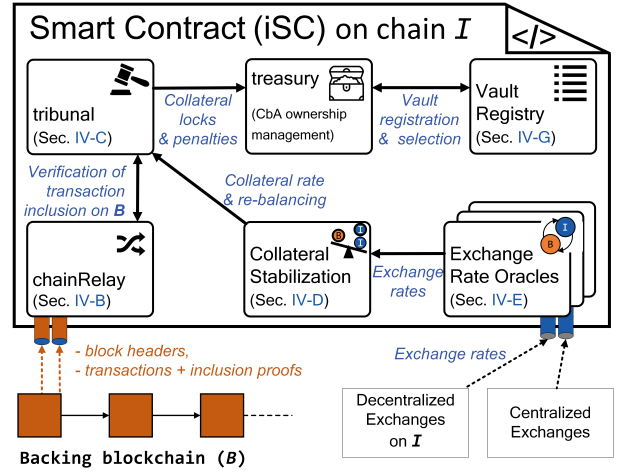 Smart Contract (iSC) on chain I
</>
tribunal
(Sec. IV-C)
Collateral
locks
& penalties
treasury
(CbA ownership
management)
Vault
registration
& selection
Vault
Registry
(Sec. IV-G)
Verification of
transaction
inclusion on B
Collateral rate
& re-balancing
chainRelay
(Sec. IV-B)
B
I
I
Collateral
Stabilization
(Sec. IV-D)
Exchange
rates
I
B
Exchange
Rate Oracles
(Sec. IV-E)
- block headers,
- transactions + inclusion proofs
Exchange rates
Decentralized
Exchanges
on I
Centralized
Exchanges
Backing blockchain (B)